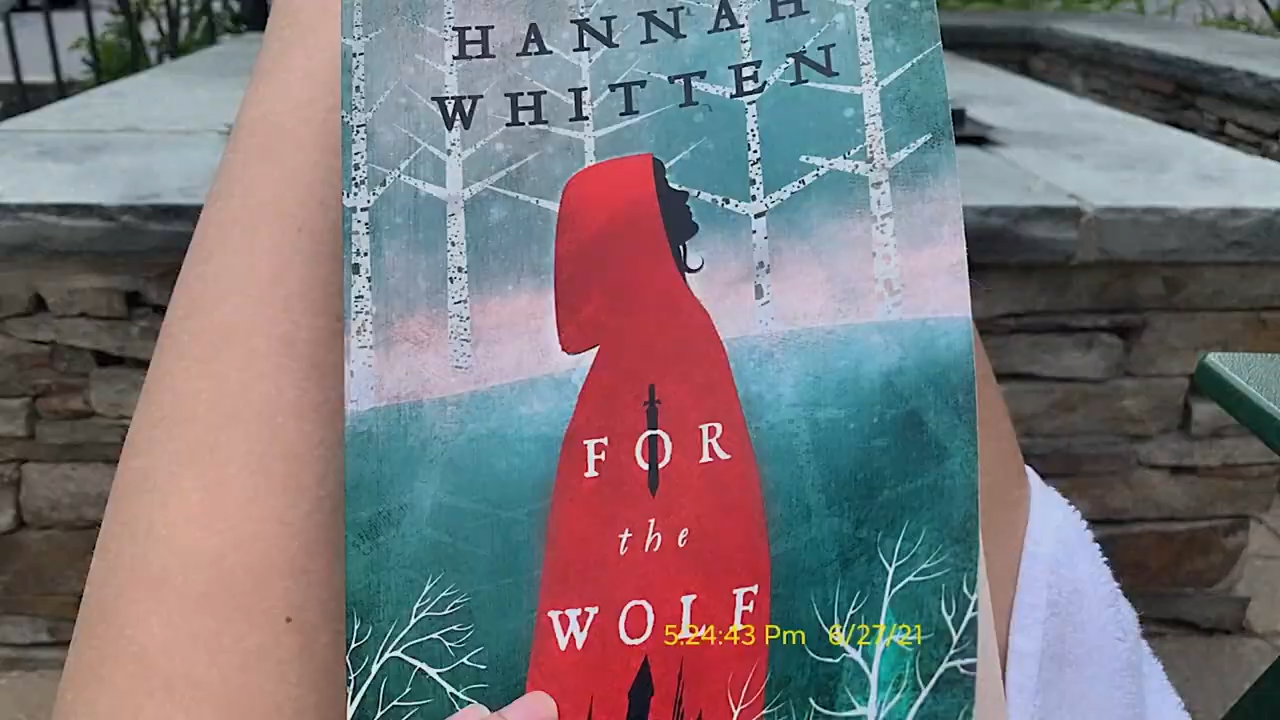 HANNAH
WHITTEN
FOR
the
WOLF
5:24:43 Pm 6/27/21